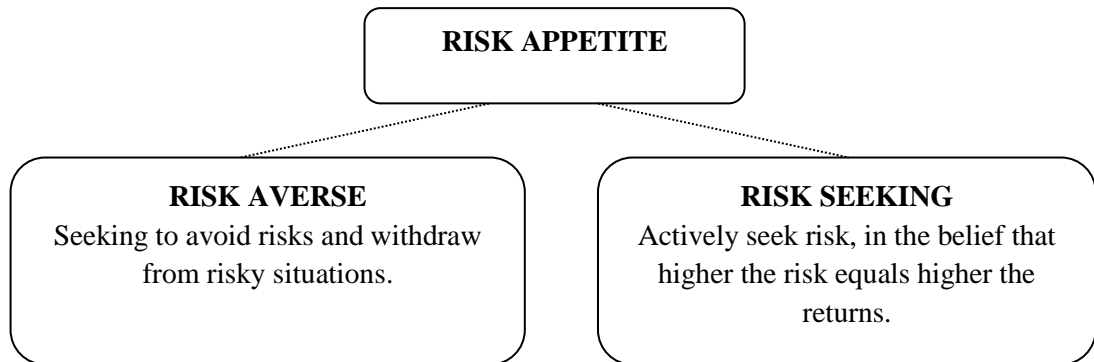 RISK APPETITE
RISK AVERSE
Seeking to avoid risks and withdraw
from risky situations.
RISK SEEKING
Actively seek risk, in the belief that
higher the risk equals higher the
returns.